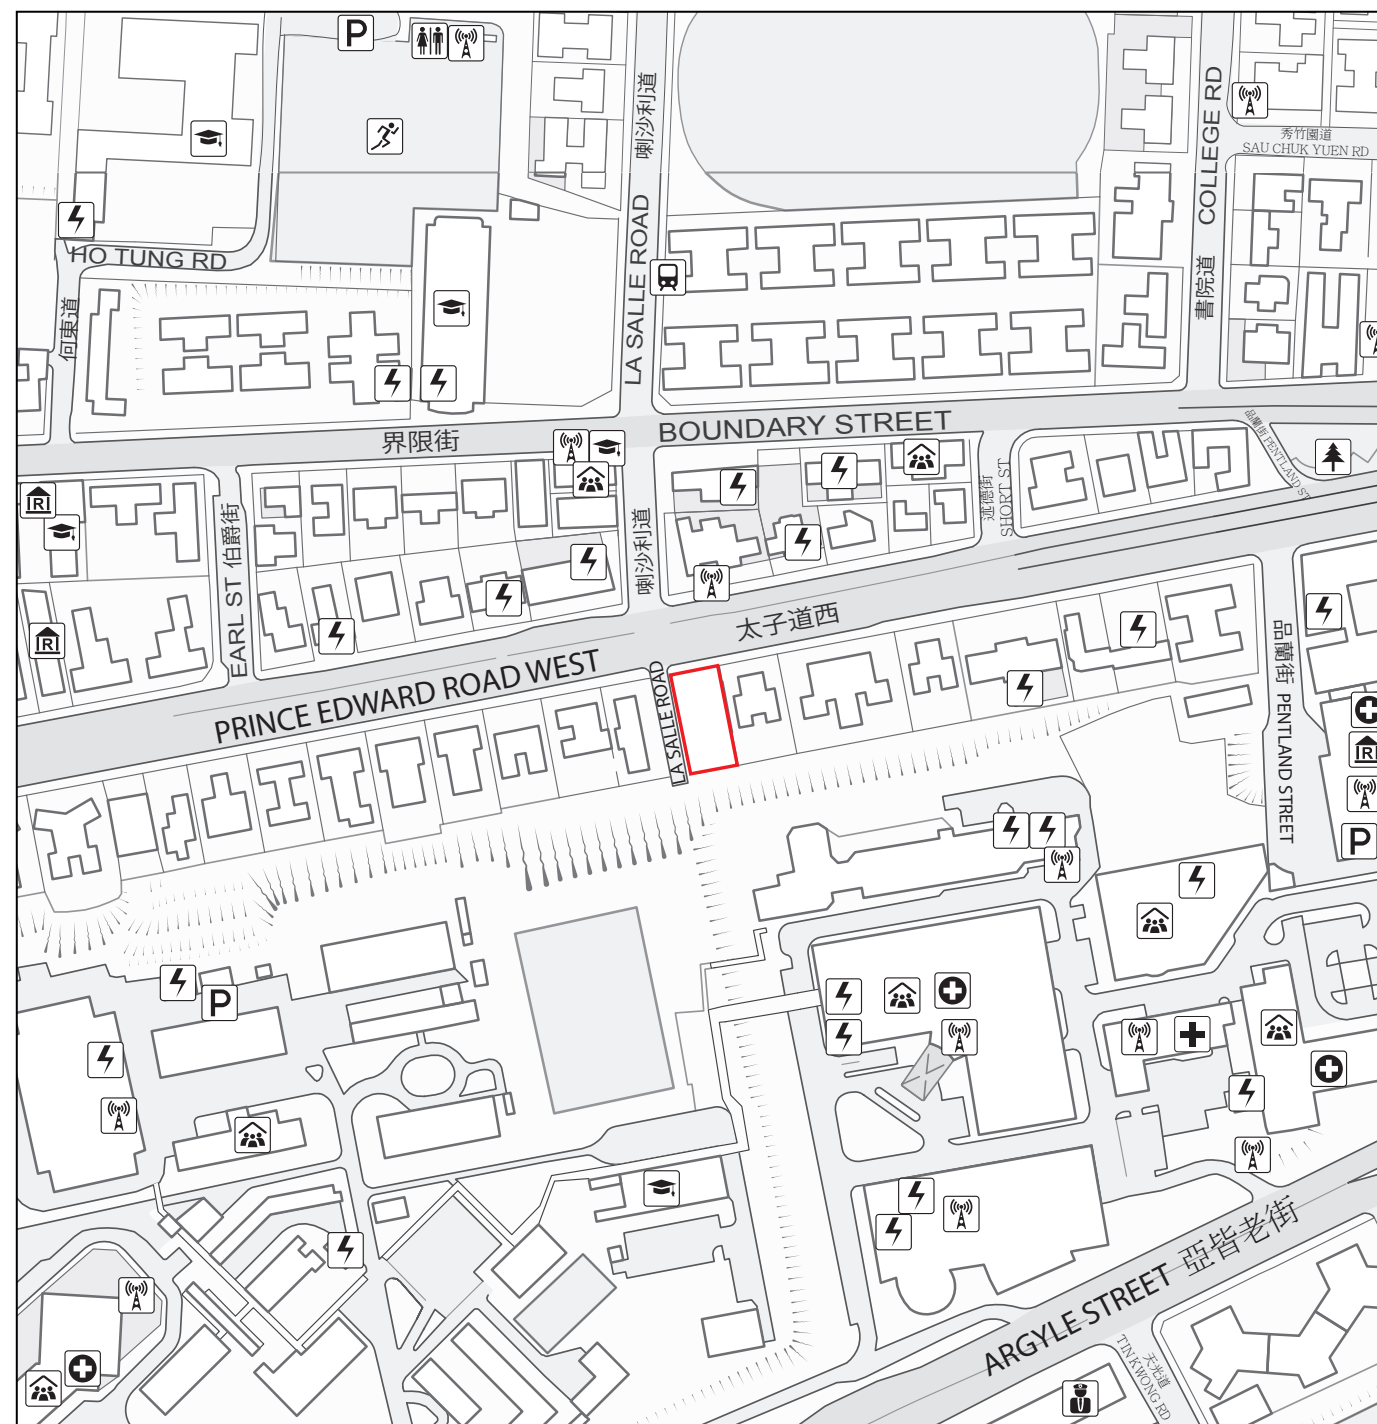 P
喇沙利道
COLLEGE RD
秀竹園道
SAU CHUK YUEN RD
LA SALLE ROAD
HO TUNG RD
書院道
何東道
BOUNDARY STREET
界限街
品蘭街 PENTLAND ST
SHORT ST
R
喇沙利道
EARL ST 伯爵街
太子道西
R
品蘭街 PENTLAND STREET
PRINCE EDWARD ROAD WEST
LA SALLE ROAD
R
P
P
亞皆老街
ARGYLE STREET
天光道
TIN KWONG RD